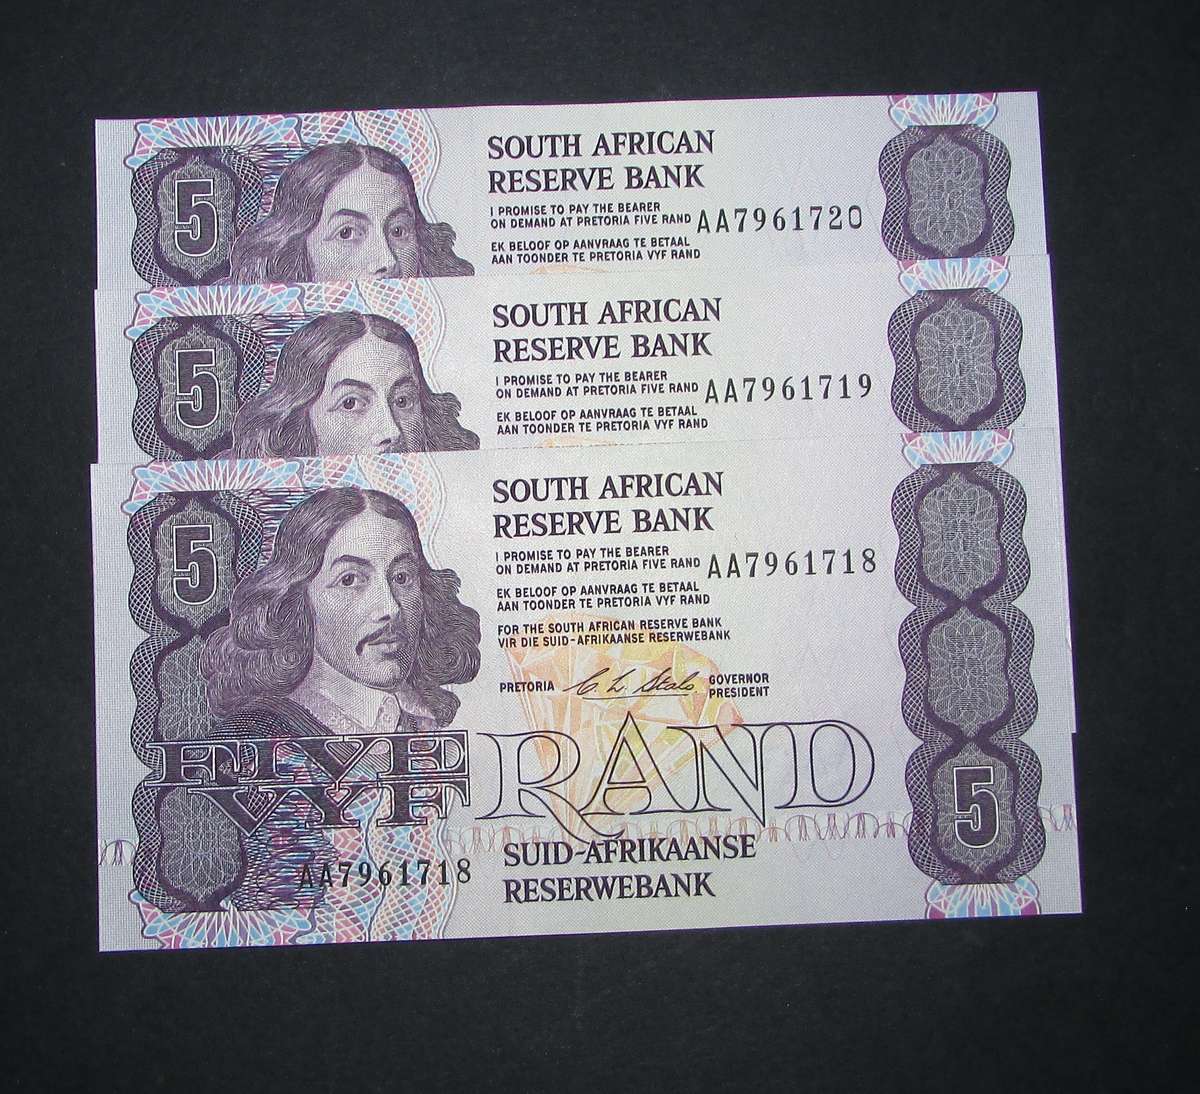 5
SOUTH AFRICAN
RESERVE BANK
I PROMISE TO PAY THE BEARER
ON DEMAND AT PRETORIA FIVE RAND AA7961720
EK BELOOF OP AANVRAAG TE BETAAL
AAN TOONDER TE PRETORIA VYF RAND
5
SOUTH AFRICAN
RESERVE BANK
I PROMISE TO PAY THE BEARER
ON DEMAND AT PRETORIA FIVE RAND AA7961719
EK BELOOF OP AANVRAAG TE BETAAL
AAN TOONDER TE PRETORIA VYF RAND
5
SOUTH AFRICAN
RESERVE BANK
I PROMISE TO PAY THE BEARER
ON DEMAND AT PRETORIA FIVE RAND AA7961718
EK BELOOF OP AANVRAAG TE BETAAL
AAN TOONDER TE PRETORIA VYF RAND
FOR THE SOUTH AFRICAN RESERVE BANK
VIR DIE SUID-AFRIKAANSE RESERWEBANK
PRETORIA C L Stals GOVERNOR
PRESIDENT
FIVE RAND
VYF
5
SUID-AFRIKAANSE
RESERWEBANK
AA7961718